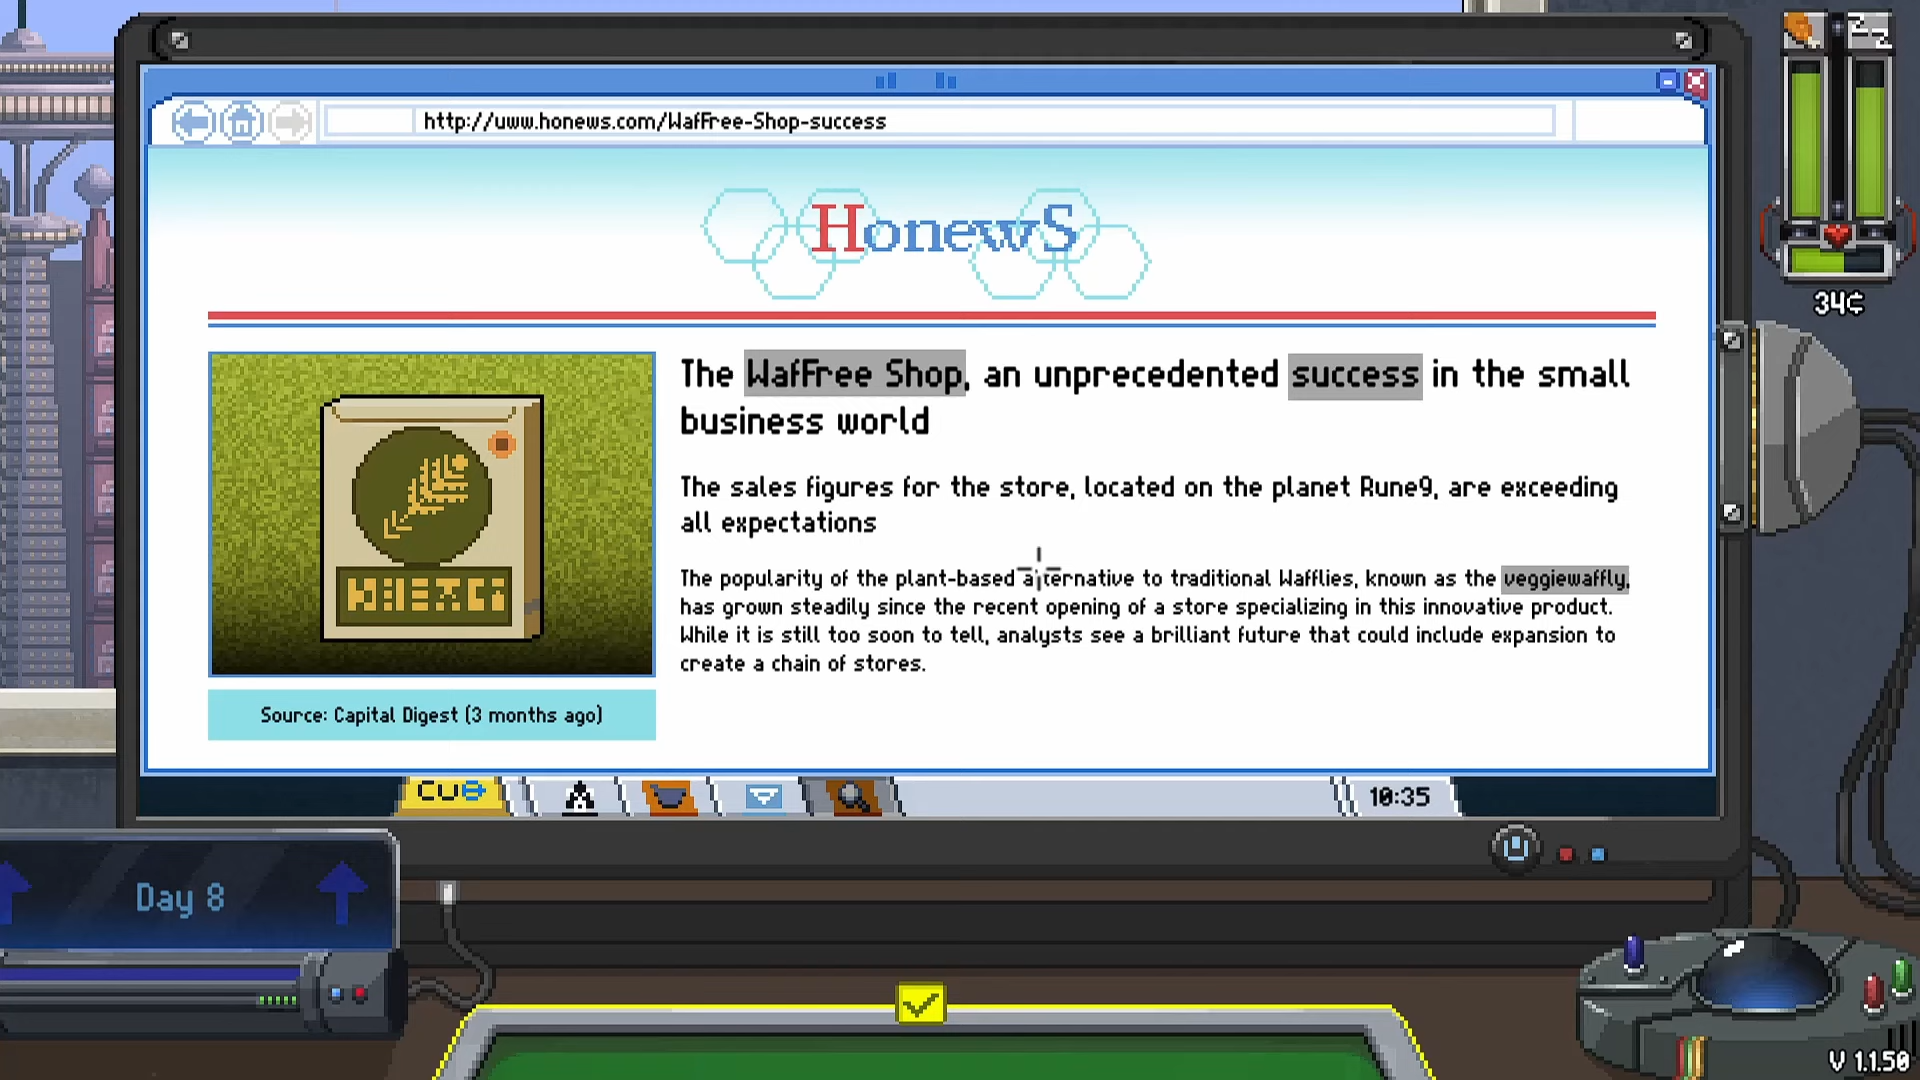 http://uww.honews.com/WafFree-Shop-success
HonewS
34¢
The WafFree Shop, an unprecedented success in the small
business world
The sales figures for the store, located on the planet Rune9, are exceeding
all expectations
The popularity of the plant-based alternative to traditional Wafflies, known as the veggiewaffly,
has grown steadily since the recent opening of a store specializing in this innovative product.
While it is still too soon to tell, analysts see a brilliant future that could include expansion to
create a chain of stores.
Source: Capital Digest (3 months ago)
10:35
Day 8
V 1.1.50